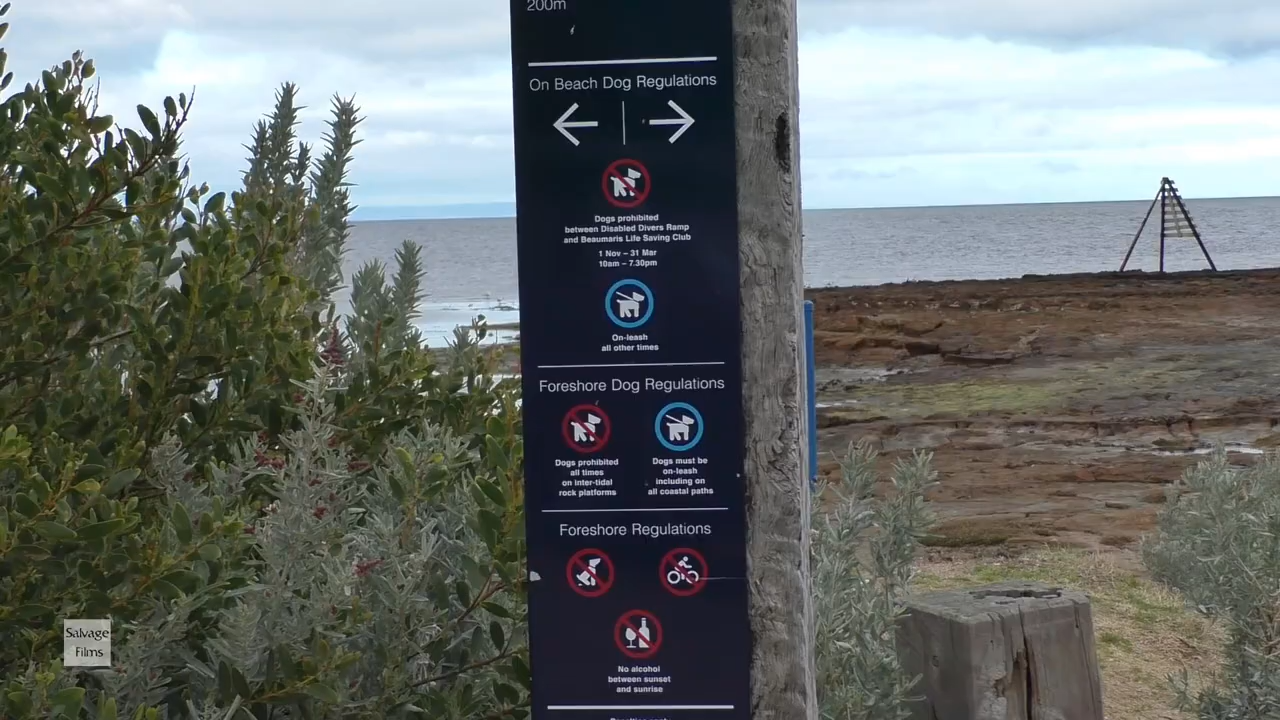 200m
On Beach Dog Regulations
Dogs prohibited
between Disabled Divers Ramp
and Beaumaris Life Saving Club
1 Nov – 31 Mar
10am – 7.30pm
On-leash
all other times
Foreshore Dog Regulations
Dogs prohibited
all times
on inter-tidal
rock platforms
Dogs must be
on-leash
including on
all coastal paths
Foreshore Regulations
No alcohol
between sunset
and sunrise
Salvage
Films